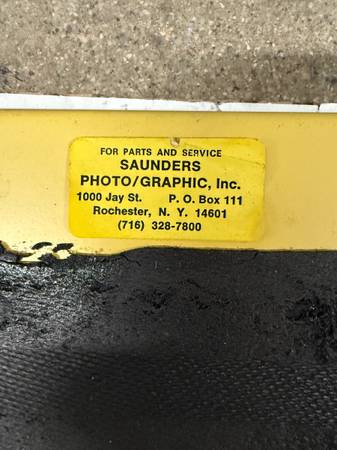 FOR PARTS AND SERVICE
SAUNDERS
PHOTO/GRAPHIC, Inc.
1000 Jay St. P. O. Box 111
Rochester, N. Y. 14601
(716) 328-7800